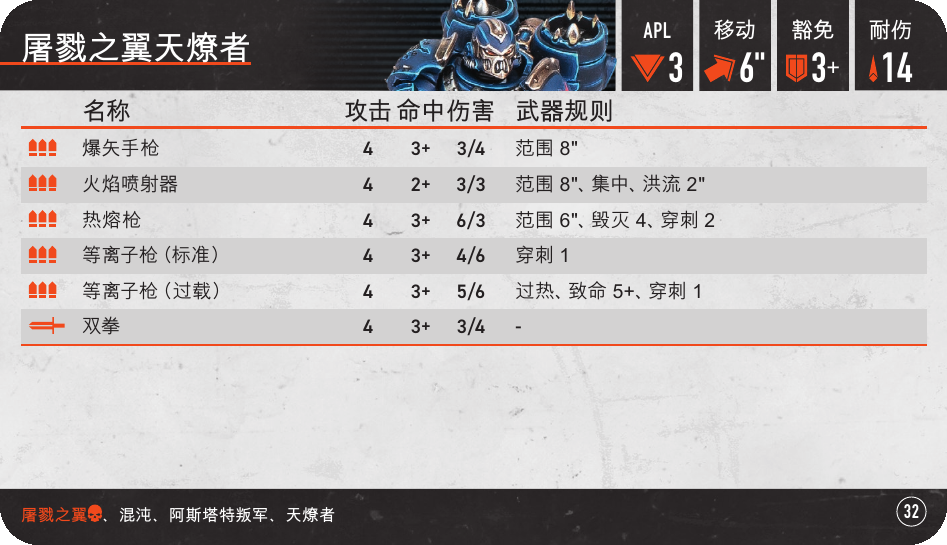 屠戮之翼天燎者
APL 移动 豁免 耐伤
3 6" 3+ 14
名称 攻击 命中 伤害 武器规则
爆矢手枪 4 3+ 3/4 范围 8"
火焰喷射器 4 2+ 3/3 范围 8"、集中、洪流 2"
热熔枪 4 3+ 6/3 范围 6"、毁灭 4、穿刺 2
等离子枪（标准） 4 3+ 4/6 穿刺 1
等离子枪（过载） 4 3+ 5/6 过热、致命 5+、穿刺 1
双拳 4 3+ 3/4 -
屠戮之翼、混沌、阿斯塔特叛军、天燎者
32